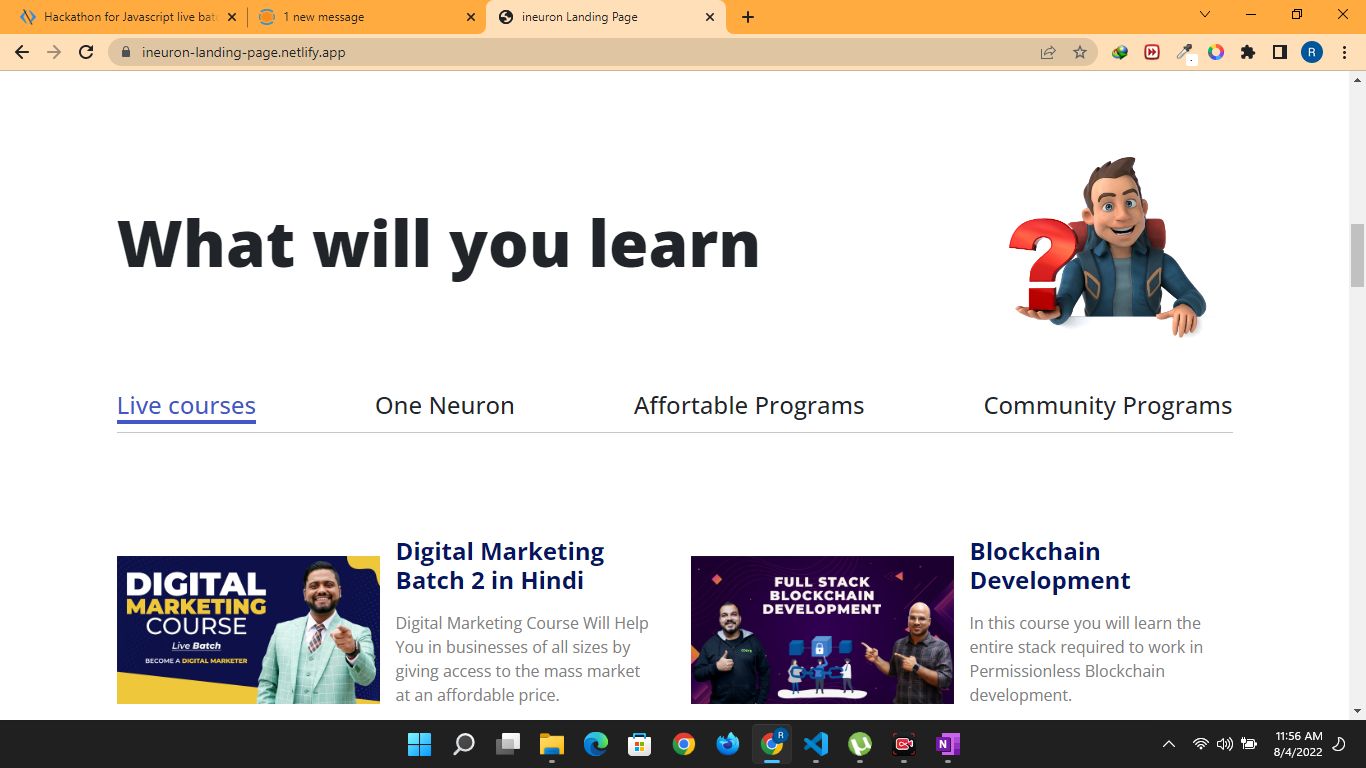 Hackathon for Javascript live bat
1 new message
ineuron Landing Page
ineuron-landing-page.netlify.app
R
What will you learn
?
Live courses
One Neuron
Affortable Programs
Community Programs
DIGITAL
MARKETING
COURSE
Live Batch
BECOME A DIGITAL MARKETER
Digital Marketing
Batch 2 in Hindi
Digital Marketing Course Will Help
You in businesses of all sizes by
giving access to the mass market
at an affordable price.
FULL STACK
BLOCKCHAIN
DEVELOPMENT
Blockchain
Development
In this course you will learn the
entire stack required to work in
Permissionless Blockchain
development.
R
N
11:56 AM
8/4/2022